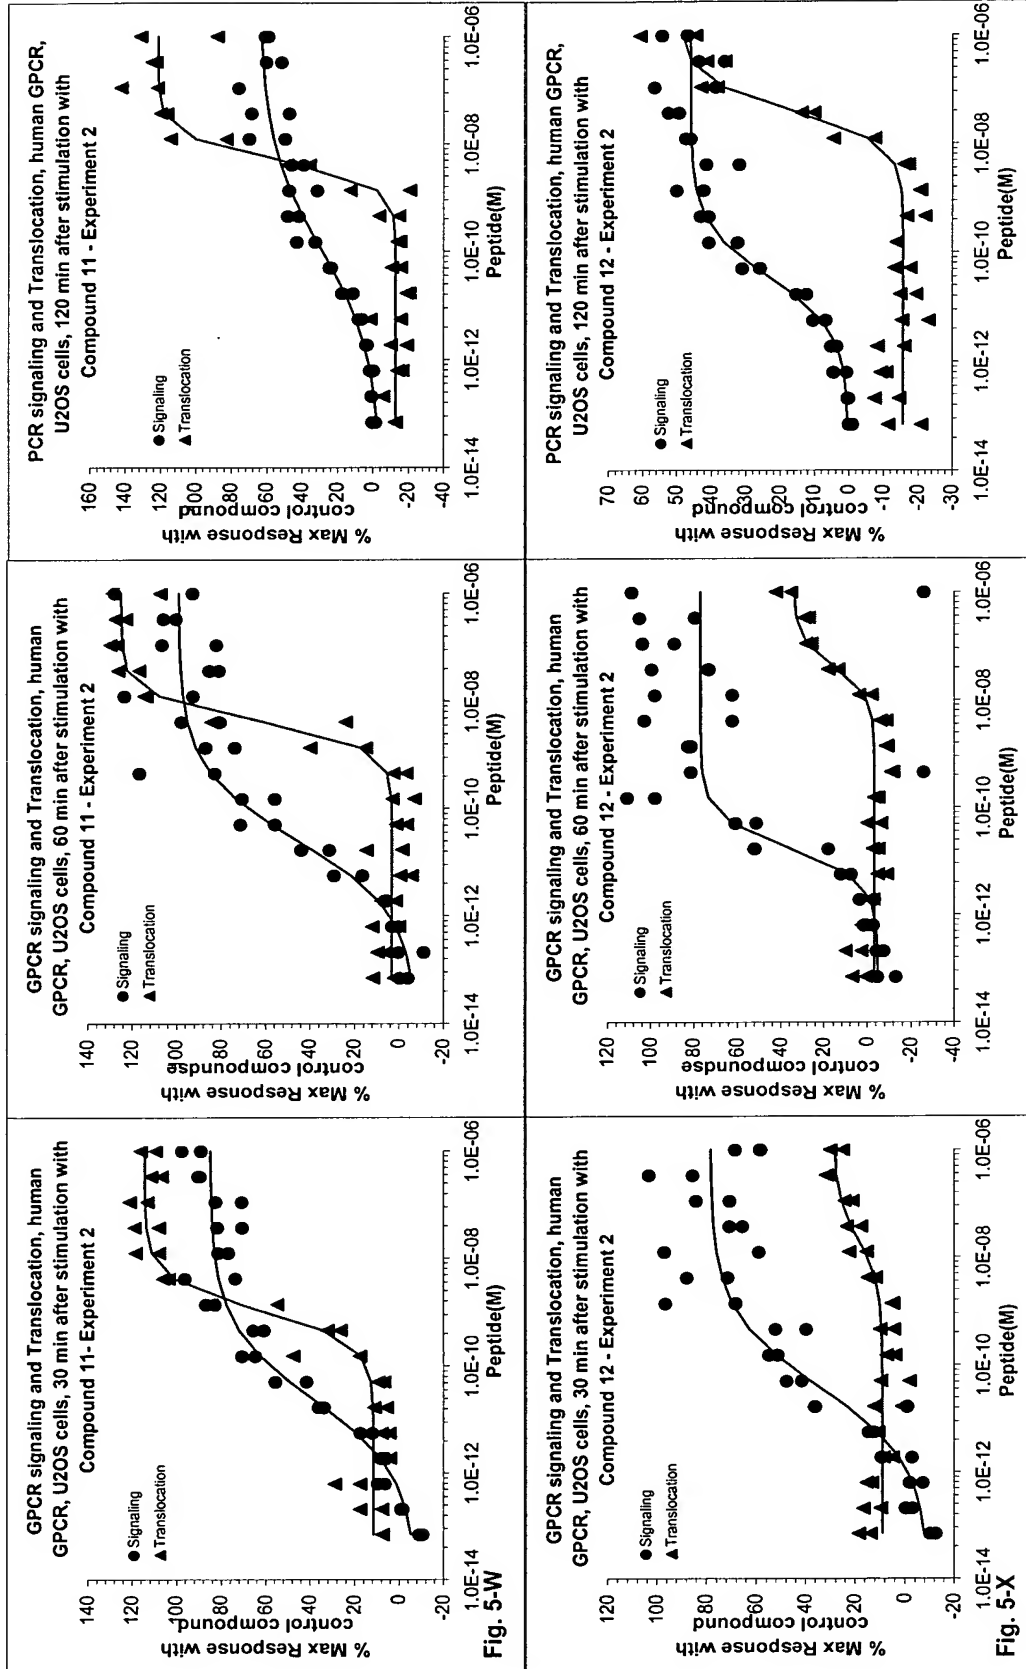 GPCR signaling and Translocation, human
GPCR, U2OS cells, 30 min after stimulation with
Compound 11- Experiment 2
% Max Response with
control compound
140
120
100
80
60
40
20
0
-20
Signaling
Translocation
1.0E-14
1.0E-12
1.0E-10
1.0E-08
1.0E-06
Peptide(M)
Fig. 5-W
GPCR signaling and Translocation, human
GPCR, U2OS cells, 60 min after stimulation with
Compound 11 - Experiment 2
% Max Response with
control compoundse
140
120
100
80
60
40
20
0
-20
Signaling
Translocation
1.0E-14
1.0E-12
1.0E-10
1.0E-08
1.0E-06
Peptide(M)
PCR signaling and Translocation, human GPCR,
U2OS cells, 120 min after stimulation with
Compound 11 - Experiment 2
% Max Response with
control compound
160
140
120
100
80
60
40
20
0
-20
-40
Signaling
Translocation
1.0E-14
1.0E-12
1.0E-10
1.0E-08
1.0E-06
Peptide(M)
GPCR signaling and Translocation, human
GPCR, U2OS cells, 30 min after stimulation with
Compound 12 - Experiment 2
% Max Response with
control compound
120
100
80
60
40
20
0
-20
Signaling
Translocation
1.0E-14
1.0E-12
1.0E-10
1.0E-08
1.0E-06
Peptide(M)
Fig. 5-X
GPCR signaling and Translocation, human
GPCR, U2OS cells, 60 min after stimulation with
Compound 12 - Experiment 2
% Max Response with
control compoundse
120
100
80
60
40
20
0
-20
-40
Signaling
Translocation
1.0E-14
1.0E-12
1.0E-10
1.0E-08
1.0E-06
Peptide(M)
PCR signaling and Translocation, human GPCR,
U2OS cells, 120 min after stimulation with
Compound 12 - Experiment 2
% Max Response with
control compound
70
60
50
40
30
20
10
0
-10
-20
-30
Signaling
Translocation
1.0E-14
1.0E-12
1.0E-10
1.0E-08
1.0E-06
Peptide(M)